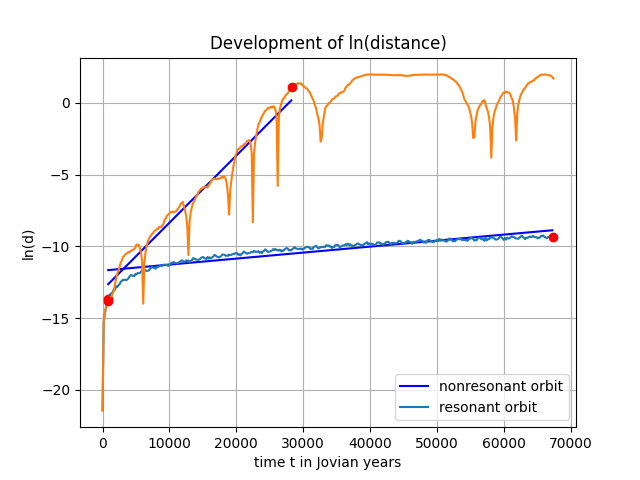 Development of ln(distance)
ln(d)
0
−5
−10
−15
−20
nonresonant orbit
resonant orbit
0 10000 20000 30000 40000 50000 60000 70000
time t in Jovian years